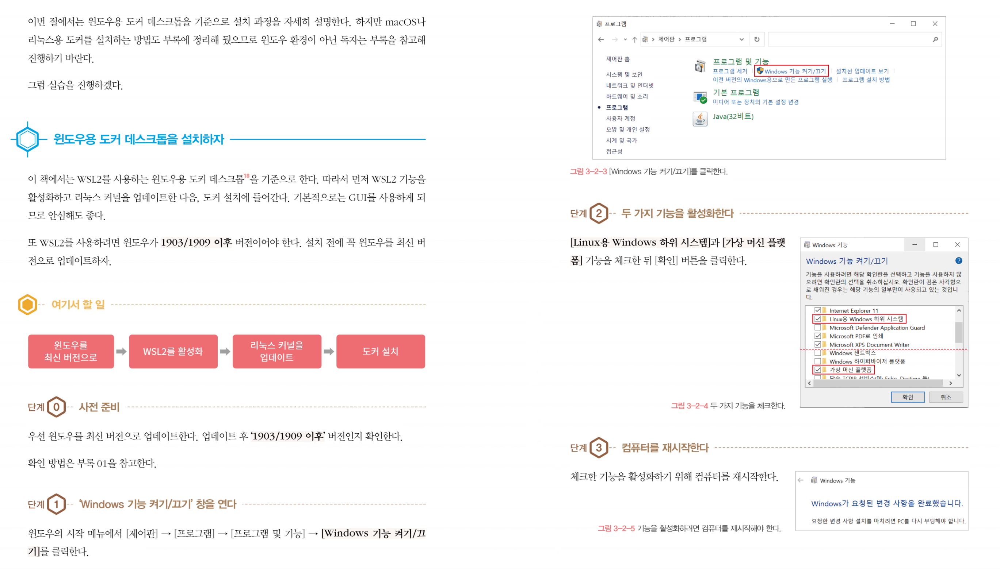 이번 절에서는 윈도우용 도커 데스크톱을 기준으로 설치 과정을 자세히 설명한다. 하지만 macOS나
리눅스용 도커를 설치하는 방법도 부록에 정리해 뒀으므로 윈도우 환경이 아닌 독자는 부록을 참고해
진행하기 바란다.
그럼 실습을 진행하겠다.
윈도우용 도커 데스크톱을 설치하자
이 책에서는 WSL2를 사용하는 윈도우용 도커 데스크톱18을 기준으로 한다. 따라서 먼저 WSL2 기능을
활성화하고 리눅스 커널을 업데이트한 다음, 도커 설치에 들어간다. 기본적으로는 GUI를 사용하게 되
므로 안심해도 좋다.
또 WSL2를 사용하려면 윈도우가 1903/1909 이후 버전이어야 한다. 설치 전에 꼭 윈도우를 최신 버
전으로 업데이트하자.
여기서 할 일
윈도우를
최신 버전으로
WSL2를 활성화
리눅스 커널을
업데이트
도커 설치
단계 0 사전 준비
우선 윈도우를 최신 버전으로 업데이트한다. 업데이트 후 ‘1903/1909 이후’ 버전인지 확인한다.
확인 방법은 부록 01을 참고한다.
단계 1 ‘Windows 기능 켜기/끄기’ 창을 연다
윈도우의 시작 메뉴에서 [제어판] → [프로그램] → [프로그램 및 기능] → [Windows 기능 켜기/끄
기]를 클릭한다.
프로그램
제어판 > 프로그램
제어판 홈
시스템 및 보안
네트워크 및 인터넷
하드웨어 및 소리
프로그램
사용자 계정
모양 및 개인 설정
시계 및 국가
접근성
프로그램 및 기능
프로그램 제거 Windows 기능 켜기/끄기 설치된 업데이트 보기
이전 버전의 Windows용으로 만든 프로그램 실행 프로그램 설치 방법
기본 프로그램
미디어 또는 장치의 기본 설정 변경
Java(32비트)
그림 3-2-3 [Windows 기능 켜기/끄기]를 클릭한다.
단계 2 두 가지 기능을 활성화한다
[Linux용 Windows 하위 시스템]과 [가상 머신 플랫
폼] 기능을 체크한 뒤 [확인] 버튼을 클릭한다.
Windows 기능
Windows 기능 켜기/끄기
?
기능을 사용하려면 해당 확인란을 선택하고 기능을 사용하지 않
으려면 확인란의 선택을 취소하십시오. 확인란이 검은 사각형으
로 채워진 경우는 해당 기능의 일부만이 사용되고 있는 것입니
다.
Internet Explorer 11
Linux용 Windows 하위 시스템
Microsoft Defender Application Guard
Microsoft PDF로 인쇄
Microsoft XPS Document Writer
Windows 샌드박스
Windows 하이퍼바이저 플랫폼
가상 머신 플랫폼
단순 TCPIP 서비스(예: Echo, Daytime 등)
확인
취소
그림 3-2-4 두 가지 기능을 체크한다.
단계 3 컴퓨터를 재시작한다
체크한 기능을 활성화하기 위해 컴퓨터를 재시작한다.
Windows 기능
Windows가 요청된 변경 사항을 완료했습니다.
요청한 변경 사항 설치를 마치려면 PC를 다시 부팅해야 합니다.
그림 3-2-5 기능을 활성화하려면 컴퓨터를 재시작해야 한다.